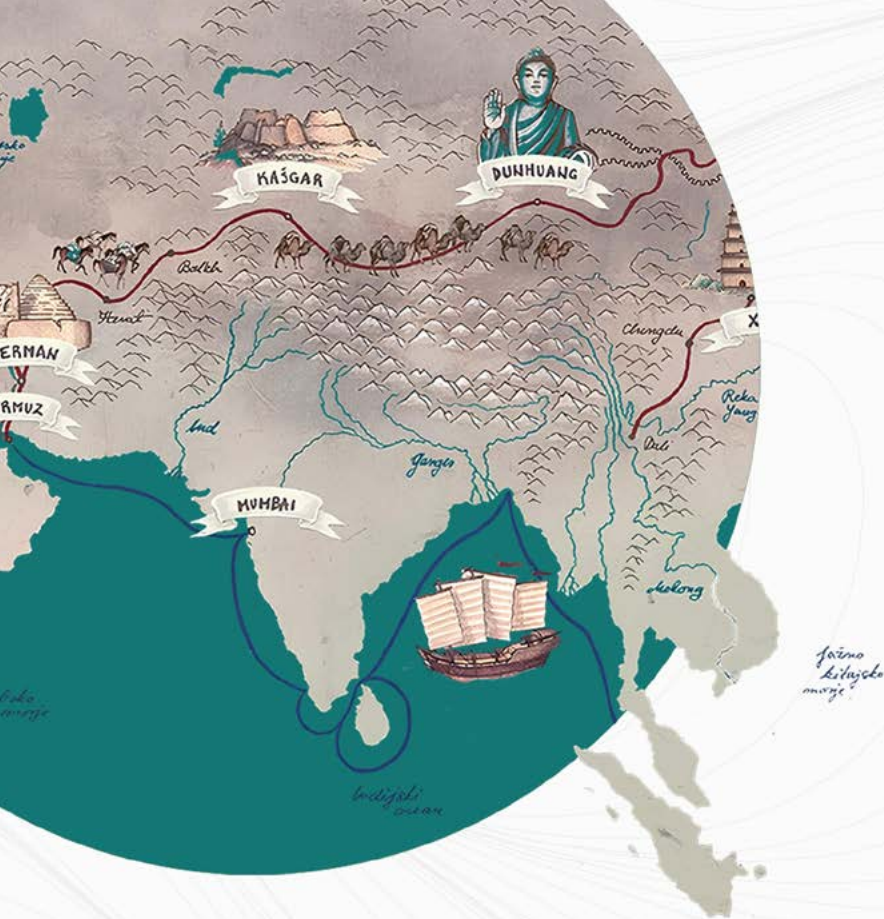 KAŠGAR
DUNHUANG
Balkh
Herat
ERMAN
RMUZ
Chengdu
X
Reka
Yang
Dali
Ind
Ganges
MUMBAI
Mekong
Južno
kitajsko
morje
morje
Indijski
ocean